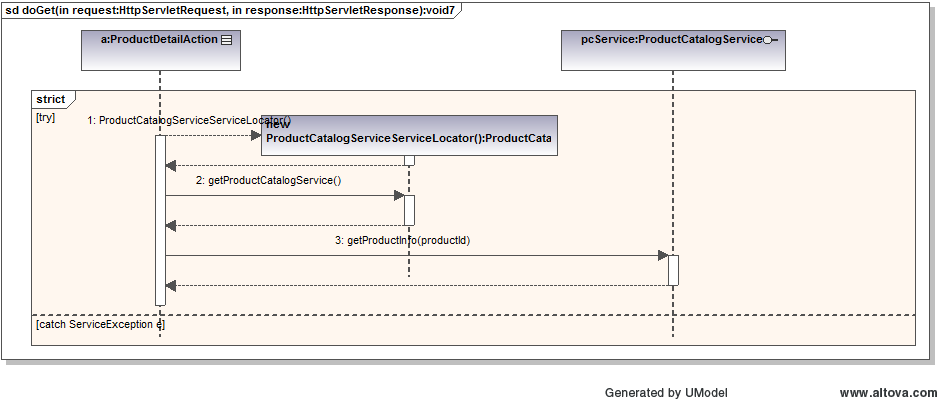 sd doGet(in request:HttpServletRequest, in response:HttpServletResponse):void7
a:ProductDetailAction
pcService:ProductCatalogService
strict
[try]
1: ProductCatalogServiceServiceLocator()
new
ProductCatalogServiceServiceLocator():ProductCata
2: getProductCatalogService()
3: getProductInfo(productId)
[catch ServiceException e]
Generated by UModel
www.altova.com